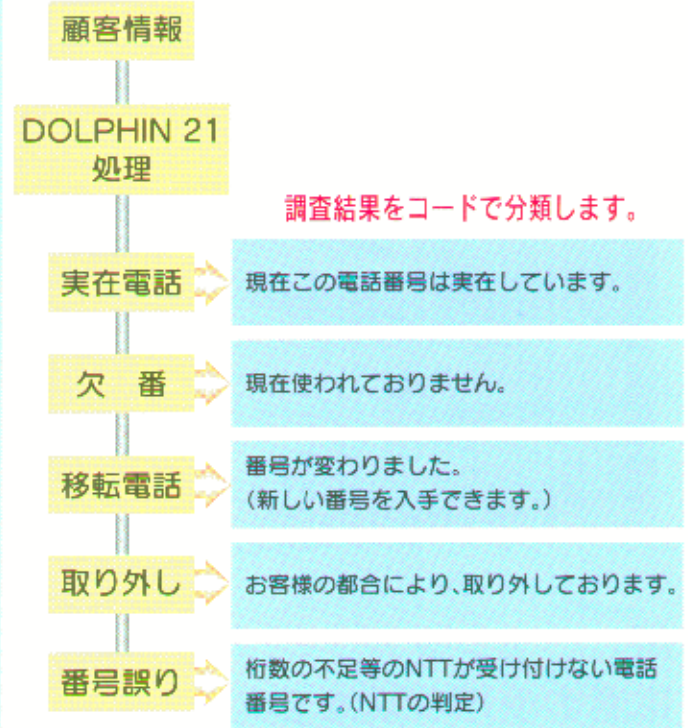 顧客情報
DOLPHIN 21
処理
調査結果をコードで分類します。
実在電話
現在この電話番号は実在しています。
欠 番
現在使われておりません。
移転電話
番号が変わりました。
(新しい番号を入手できます。)
取り外し
お客様の都合により、取り外しております。
番号誤り
桁数の不足等のNTTが受け付けない電話
番号です。(NTTの判定)